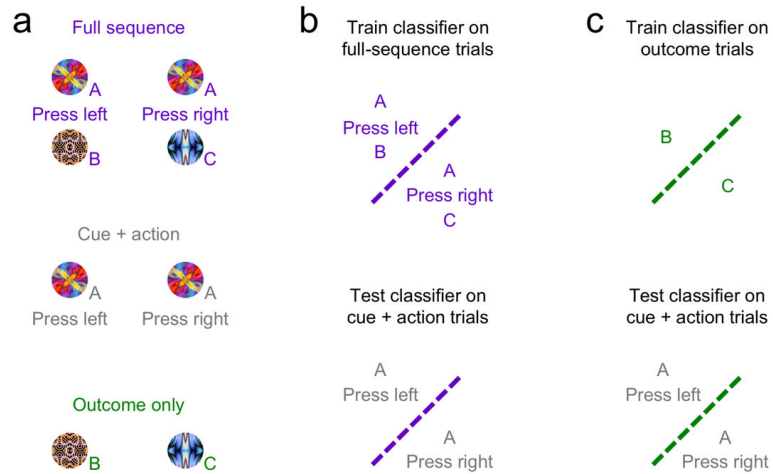 a
Full sequence
A A
Press left Press right
B C
Cue + action
A A
Press left Press right
Outcome only
B C
b
Train classifier on
full-sequence trials
A
Press left
B
A
Press right
C
Test classifier on
cue + action trials
A
Press left
A
Press right
c
Train classifier on
outcome trials
B
C
Test classifier on
cue + action trials
A
Press left
A
Press right